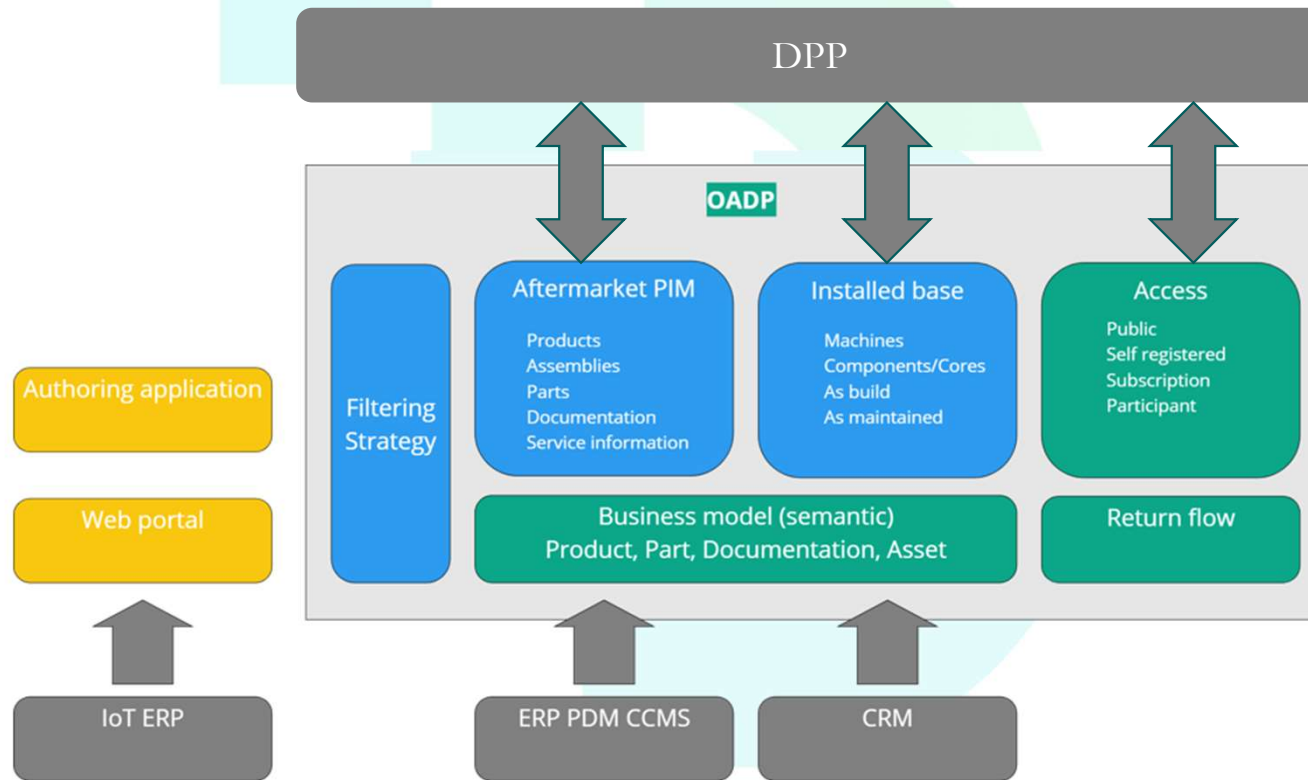 DPP
OADP
Authoring application
Web portal
IoT ERP
Filtering
Strategy
Aftermarket PIM
Products
Assemblies
Parts
Documentation
Service information
Installed base
Machines
Components/Cores
As build
As maintained
Access
Public
Self registered
Subscription
Participant
Business model (semantic)
Product, Part, Documentation, Asset
Return flow
ERP PDM CCMS
CRM